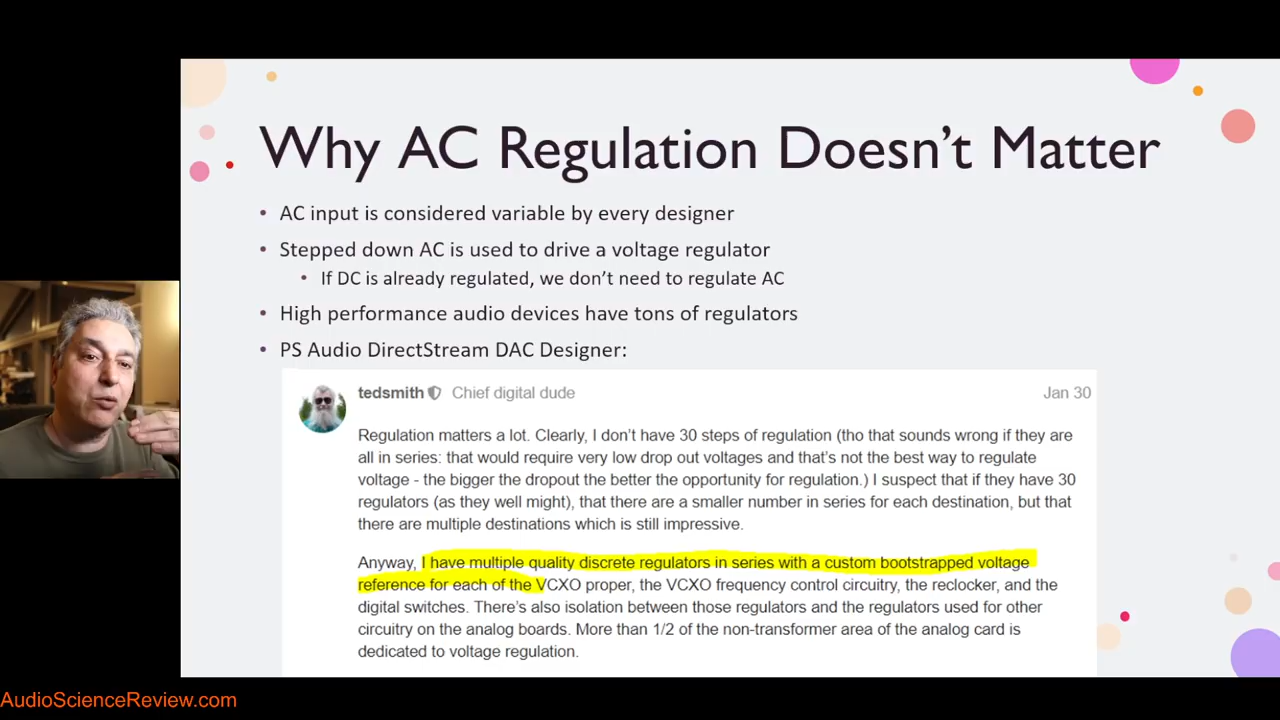 Why AC Regulation Doesn't Matter
• AC input is considered variable by every designer
• Stepped down AC is used to drive a voltage regulator
• If DC is already regulated, we don't need to regulate AC
• High performance audio devices have tons of regulators
• PS Audio DirectStream DAC Designer:
tedsmith Chief digital dude Jan 30
Regulation matters a lot. Clearly, I don't have 30 steps of regulation (tho that sounds wrong if they are
all in series: that would require very low drop out voltages and that's not the best way to regulate
voltage - the bigger the dropout the better the opportunity for regulation.) I suspect that if they have 30
regulators (as they well might), that there are a smaller number in series for each destination, but that
there are multiple destinations which is still impressive.
Anyway, I have multiple quality discrete regulators in series with a custom bootstrapped voltage
reference for each of the VCXO proper, the VCXO frequency control circuitry, the reclocker, and the
digital switches. There's also isolation between those regulators and the regulators used for other
circuitry on the analog boards. More than 1/2 of the non-transformer area of the analog card is
dedicated to voltage regulation.
AudioScienceReview.com